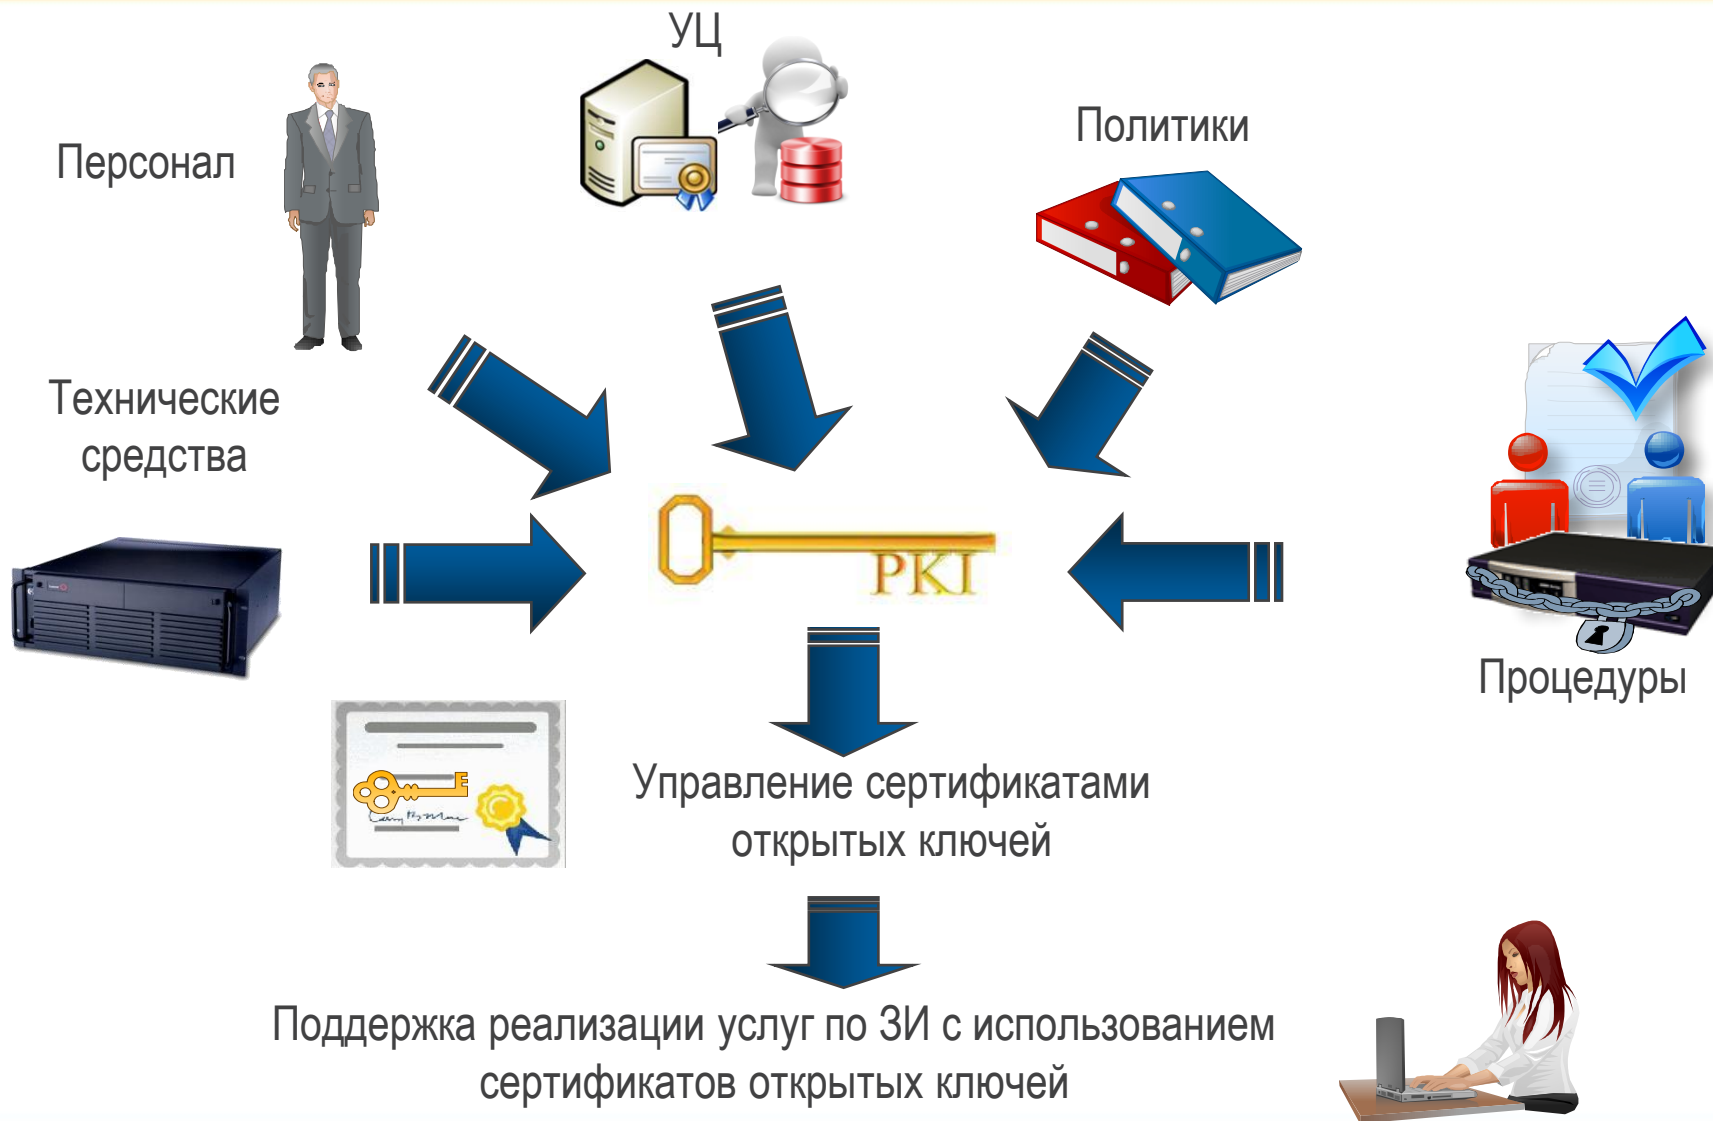 УЦ
Персонал
Политики
Технические
средства
PKI
Процедуры
Управление сертификатами
открытых ключей
Поддержка реализации услуг по ЗИ с использованием
сертификатов открытых ключей